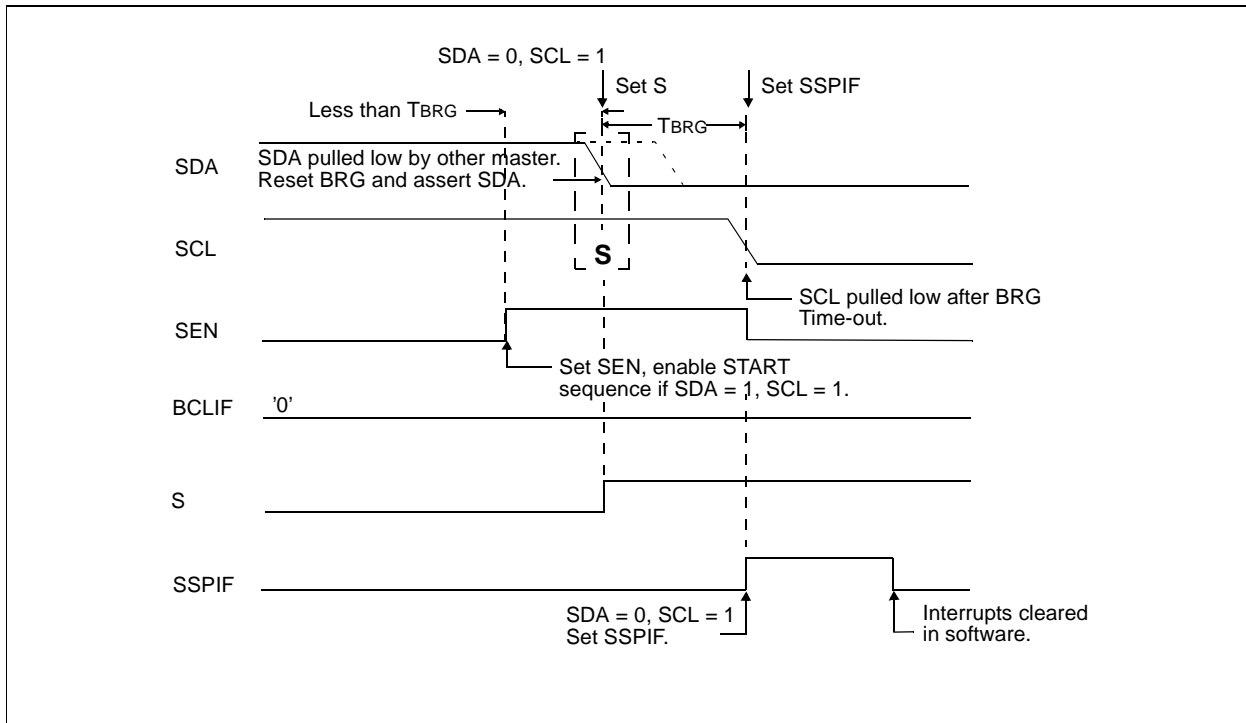 SDA = 0, SCL = 1
Set S
Set SSPIF
Less than TBRG
TBRG
SDA
SDA pulled low by other master.
Reset BRG and assert SDA.
SCL
S
SCL pulled low after BRG
Time-out.
SEN
Set SEN, enable START
sequence if SDA = 1, SCL = 1.
BCLIF
'0'
S
SSPIF
SDA = 0, SCL = 1
Set SSPIF.
Interrupts cleared
in software.